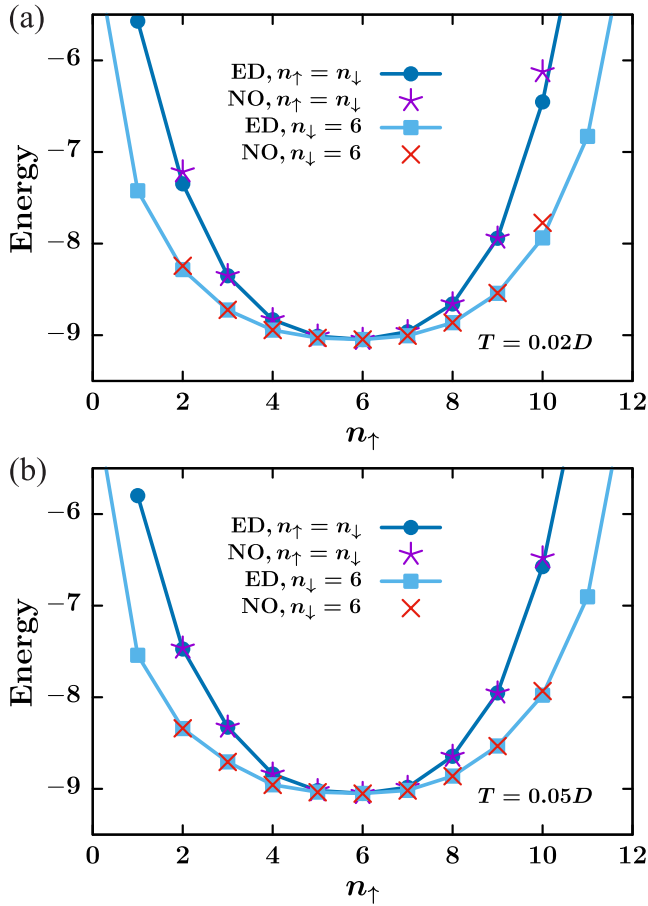 (a)
Energy
−6
−7
−8
−9
ED, n↑ = n↓
NO, n↑ = n↓
ED, n↓ = 6
NO, n↓ = 6
T = 0.02D
0 2 4 6 8 10 12
n↑
(b)
Energy
−6
−7
−8
−9
ED, n↑ = n↓
NO, n↑ = n↓
ED, n↓ = 6
NO, n↓ = 6
T = 0.05D
0 2 4 6 8 10 12
n↑